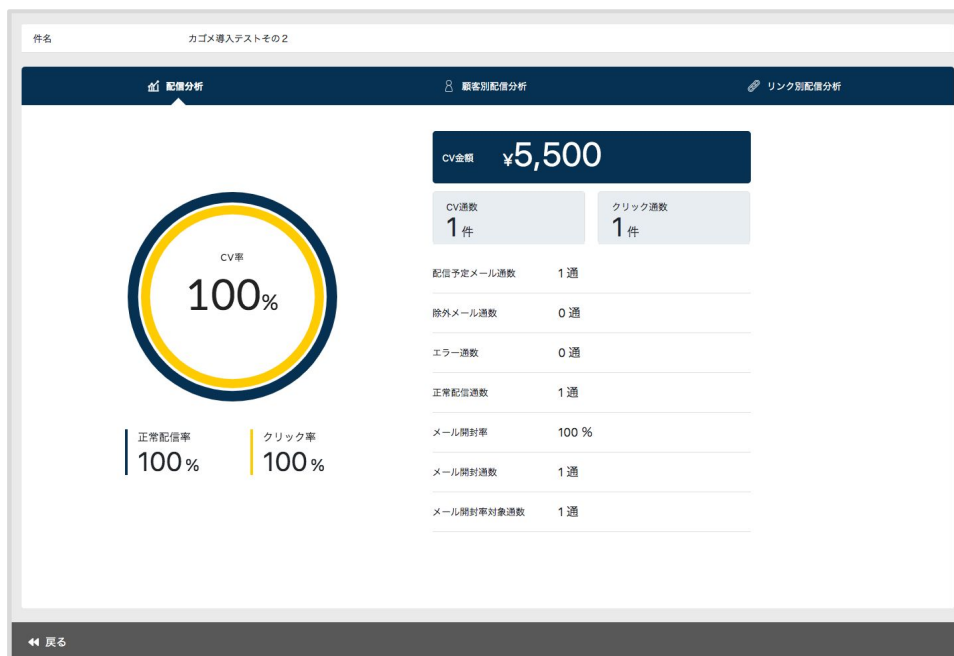 件名 カゴメ導入テストその2
配信分析 顧客別配信分析 リンク別配信分析
CV率
100%
正常配信率
100%
クリック率
100%
CV金額 ¥5,500
CV通数
1件
クリック通数
1件
配信予定メール通数 1通
除外メール通数 0通
エラー通数 0通
正常配信通数 1通
メール開封率 100 %
メール開封通数 1通
メール開封率対象通数 1通
戻る